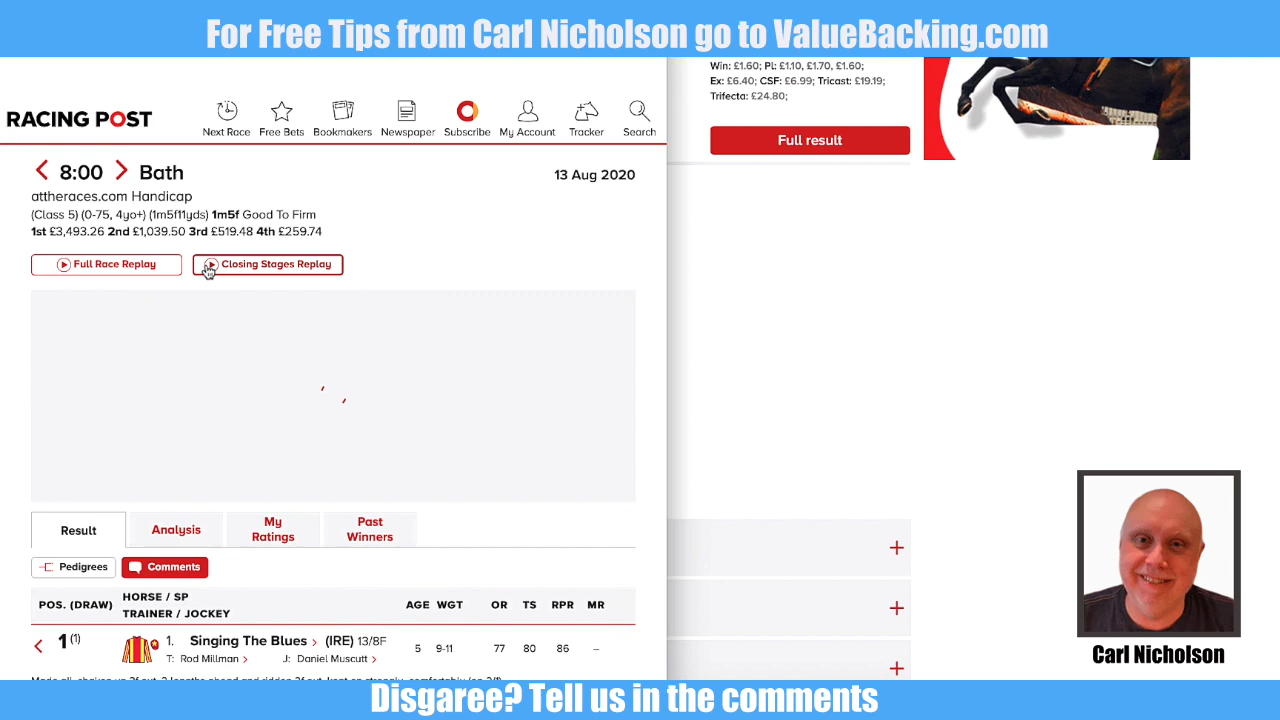 For Free Tips from Carl Nicholson go to ValueBacking.com
RACING POST
Next Race
Free Bets
Bookmakers
Newspaper
Subscribe
My Account
Tracker
Search
8:00 Bath
13 Aug 2020
attheraces.com Handicap
(Class 5) (0-75, 4yo+) (1m5f11yds) 1m5f Good To Firm
1st £3,493.26 2nd £1,039.50 3rd £519.48 4th £259.74
Full Race Replay
Closing Stages Replay
Result
Analysis
My Ratings
Past Winners
Pedigrees
Comments
POS. (DRAW)
HORSE / SP
TRAINER / JOCKEY
AGE WGT OR TS RPR MR
1 (1) 1. Singing The Blues (IRE) 13/8F 5 9-11 77 80 86 –
T: Rod Millman J: Daniel Muscutt
Win: £1.60; PL: £1.10, £1.70, £1.60;
Ex: £6.40; CSF: £6.99; Tricast: £19.19;
Trifecta: £24.80;
Full result
+
+
+
Carl Nicholson
Disgaree? Tell us in the comments